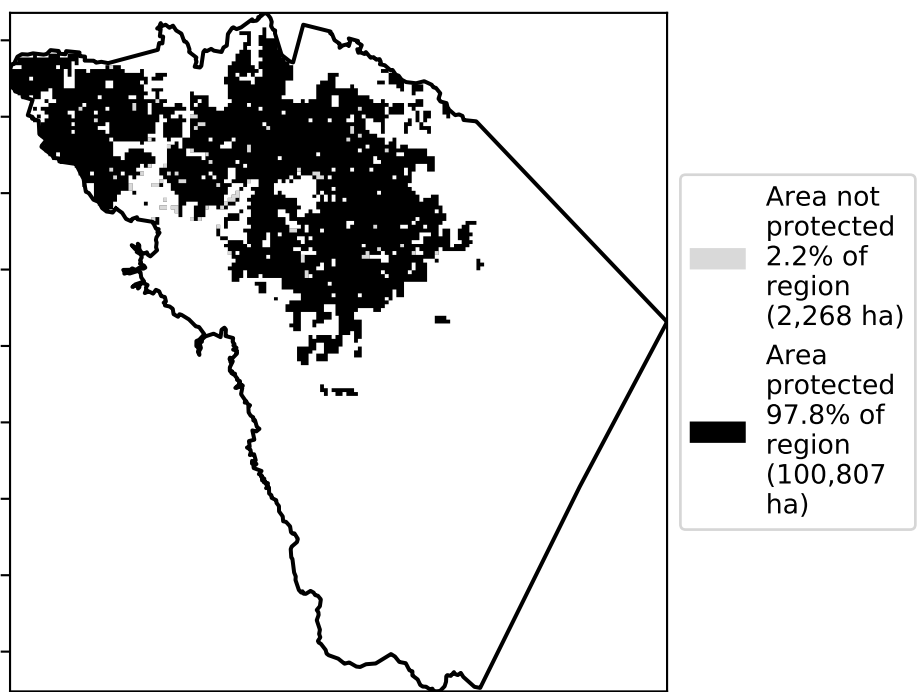 Area not
protected
2.2% of
region
(2,268 ha)
Area
protected
97.8% of
region
(100,807
ha)